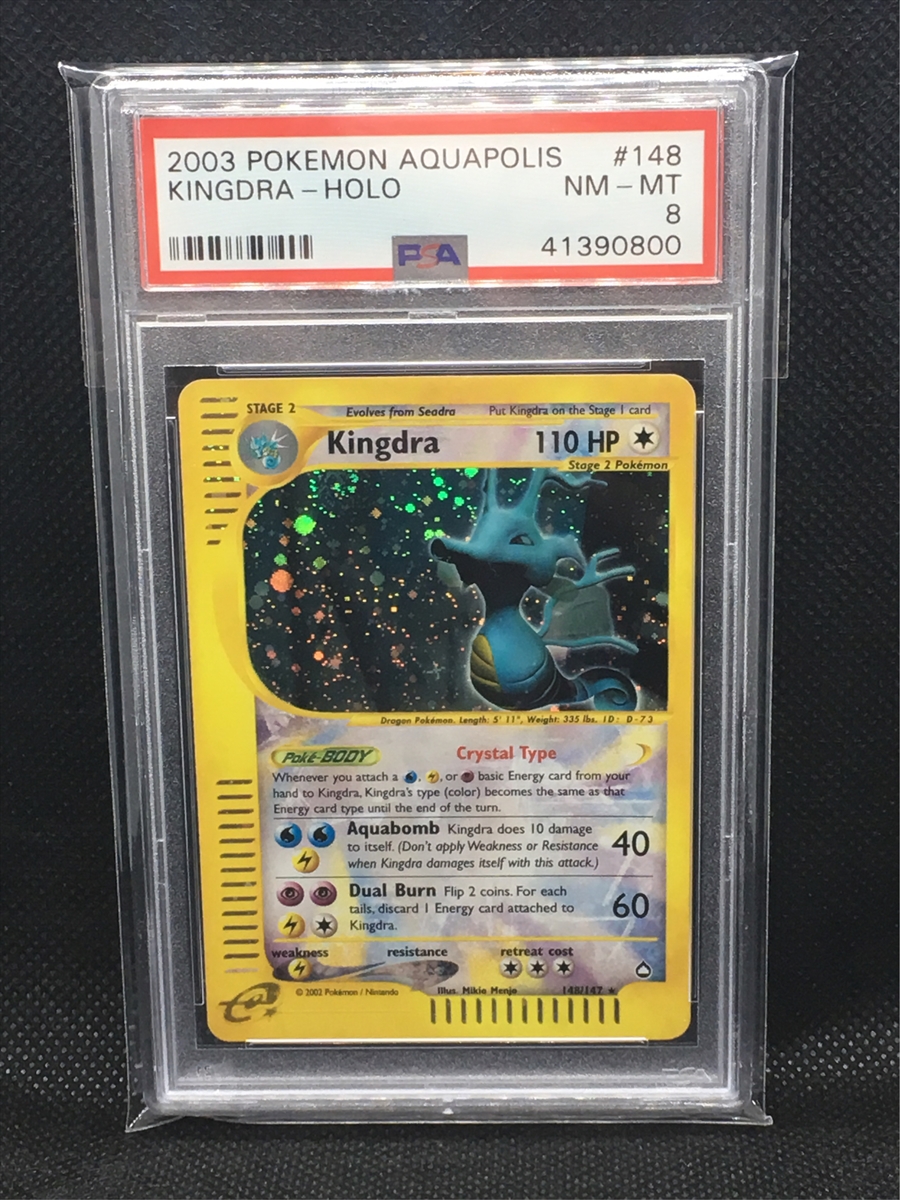 2003 POKEMON AQUAPOLIS #148
KINGDRA – HOLO NM – MT
8
PSA 41390800
STAGE 2 Evolves from Seadra Put Kingdra on the Stage 1 card
Kingdra 110 HP
Stage 2 Pokémon
Dragon Pokémon. Length: 5' 11", Weight: 335 lbs. ID: D-73
Poké-BODY Crystal Type
Whenever you attach a , , or basic Energy card from your
hand to Kingdra, Kingdra's type (color) becomes the same as that
Energy card type until the end of the turn.
Aquabomb Kingdra does 10 damage
to itself. (Don't apply Weakness or Resistance
when Kingdra damages itself with this attack.) 40
Dual Burn Flip 2 coins. For each
tails, discard 1 Energy card attached to
Kingdra. 60
weakness resistance retreat cost
© 2002 Pokémon / Nintendo Illus. Mikio Menjo 148/147 ★
e